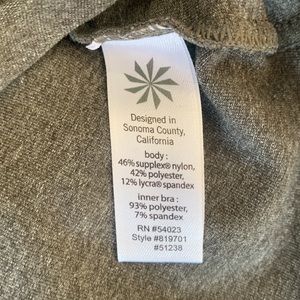 Designed in
Sonoma County,
California
body :
46% supplex® nylon,
42% polyester,
12% lycra® spandex
inner bra :
93% polyester,
7% spandex
RN #54023
Style #819701
#51238